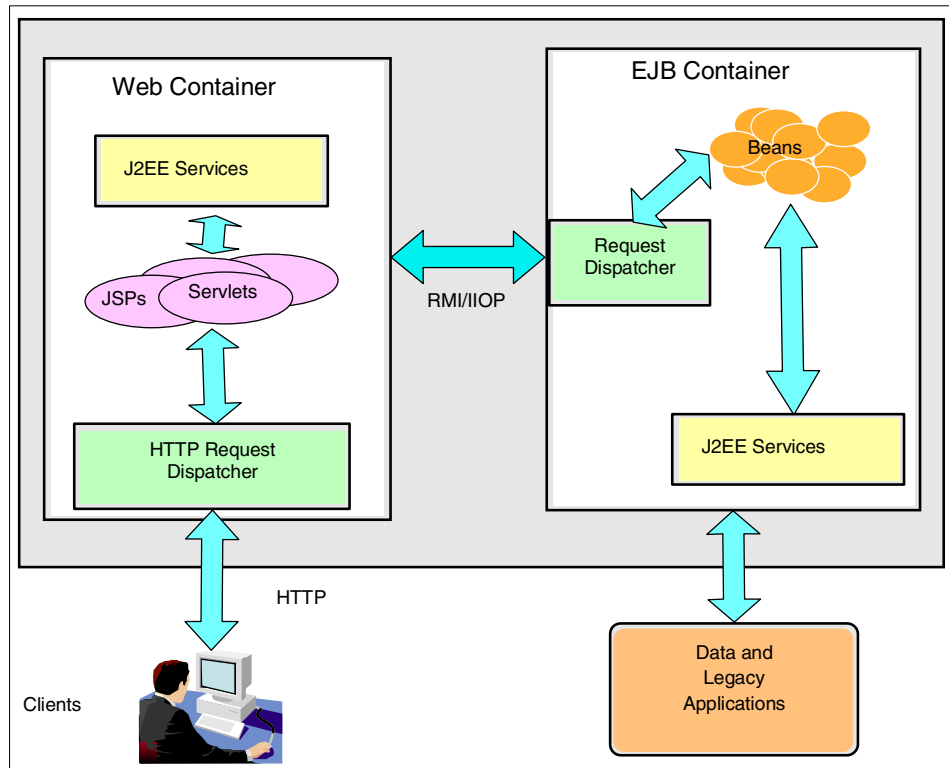 Web Container
J2EE Services
JSPs
Servlets
HTTP Request
Dispatcher
RMI/IIOP
EJB Container
Beans
Request
Dispatcher
J2EE Services
HTTP
Clients
Data and
Legacy
Applications